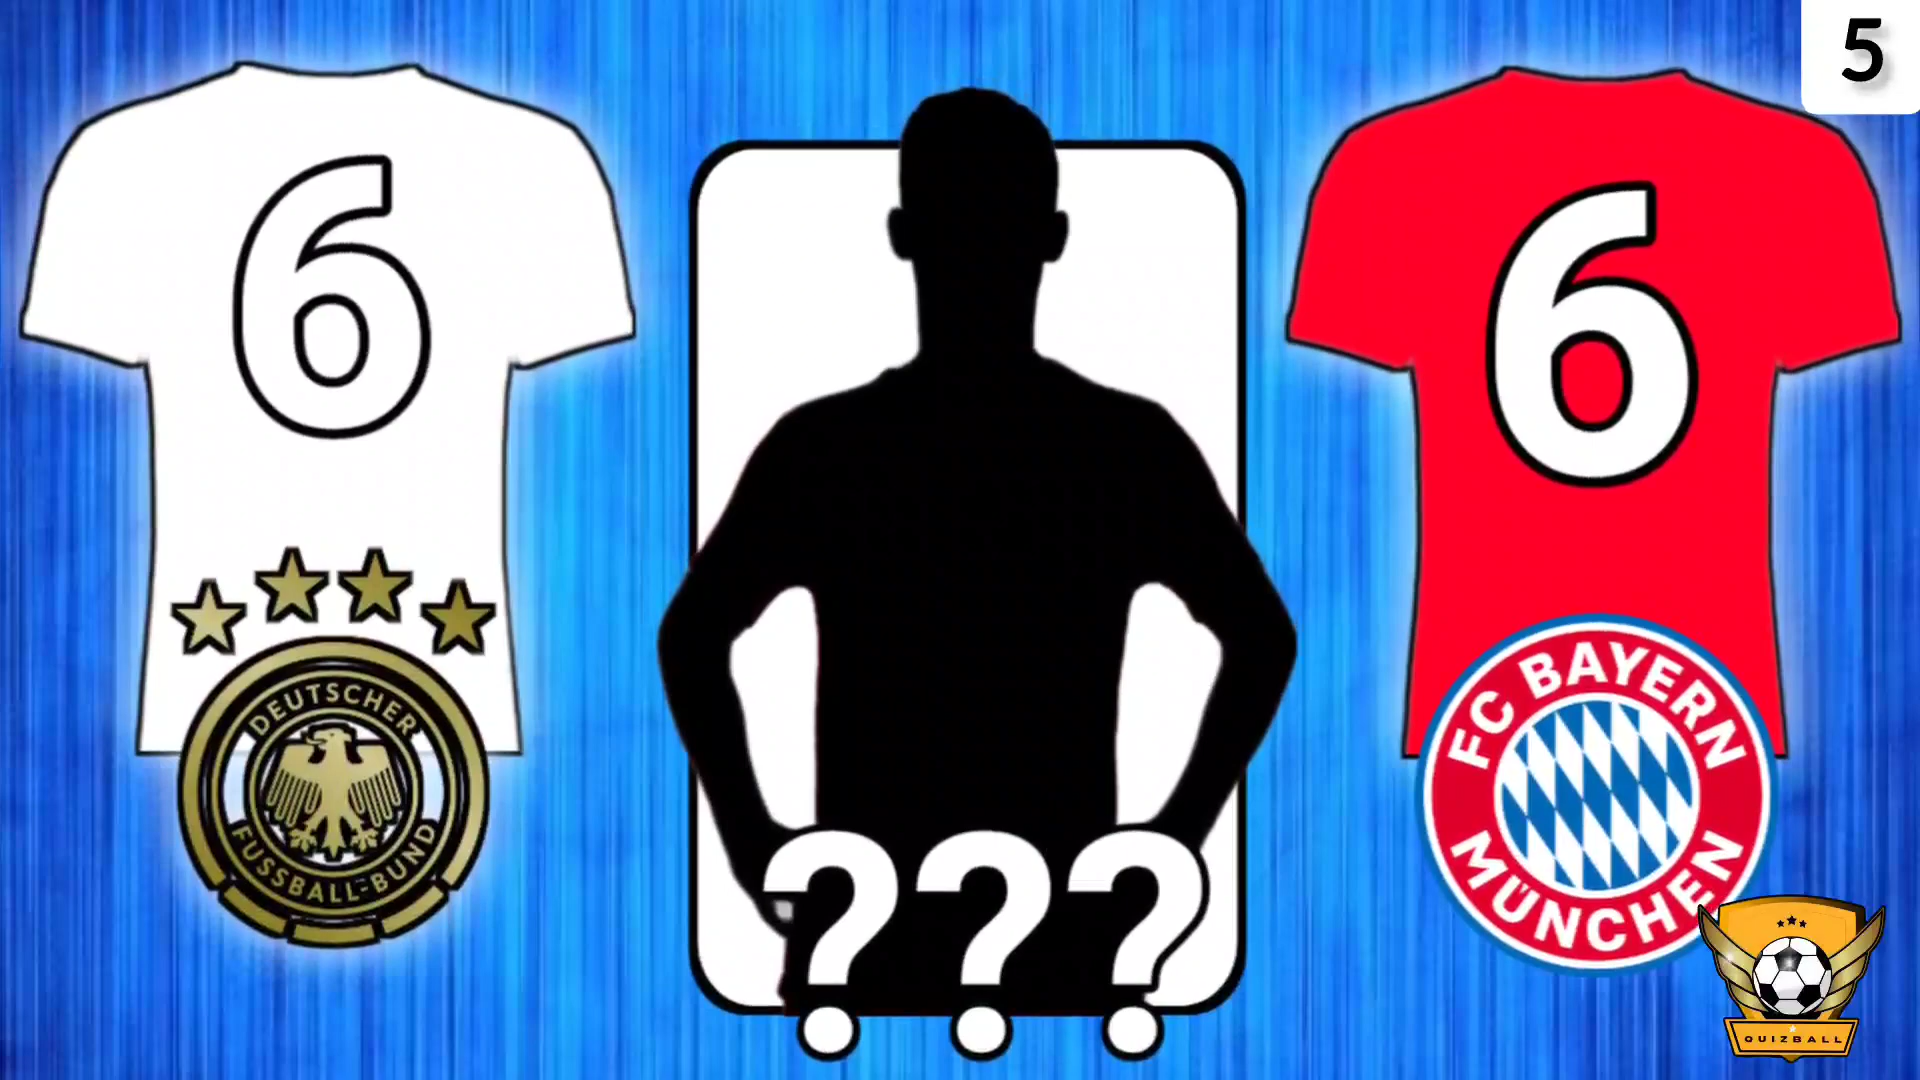 5
6
6
DEUTSCHER
FUSSBALL-BUND
FC BAYERN
MÜNCHEN
???
QUIZBALL